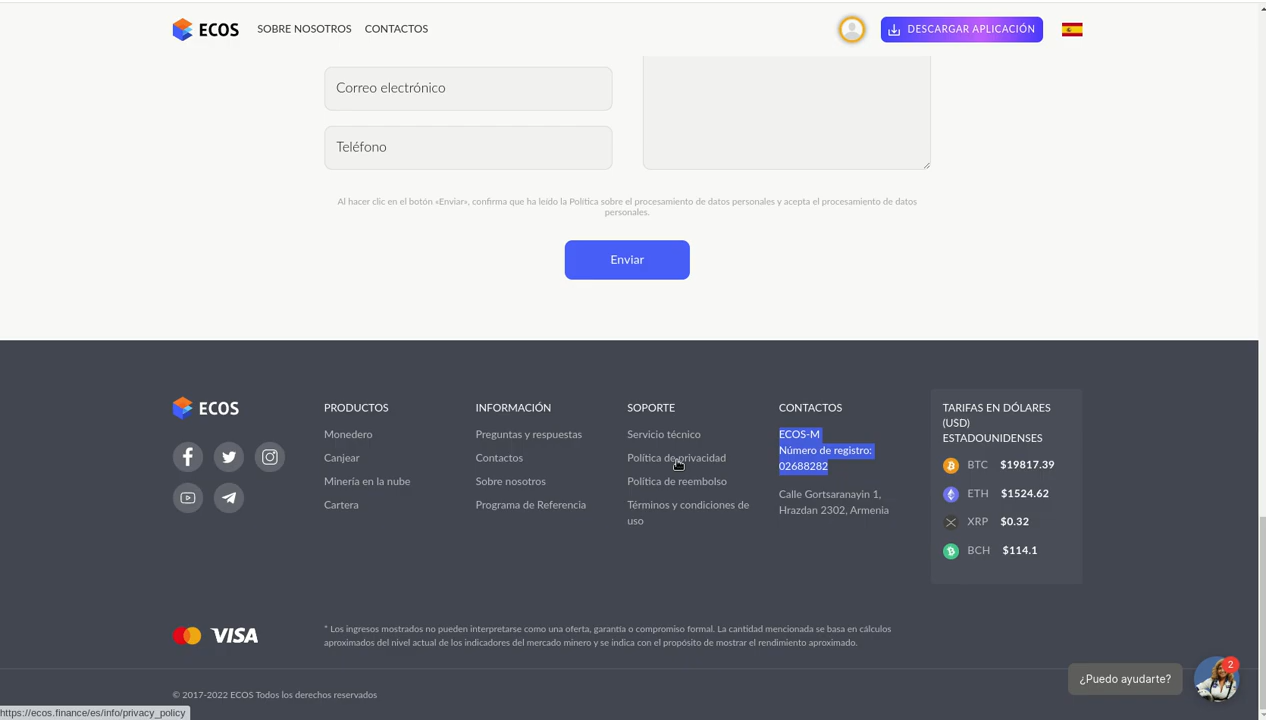 ECOS
SOBRE NOSOTROS
CONTACTOS
DESCARGAR APLICACIÓN
Correo electrónico
Teléfono
Al hacer clic en el botón «Enviar», confirma que ha leído la Política sobre el procesamiento de datos personales y acepta el procesamiento de datos
personales.
Enviar
ECOS
PRODUCTOS
Monedero
Canjear
Minería en la nube
Cartera
INFORMACIÓN
Preguntas y respuestas
Contactos
Sobre nosotros
Programa de Referencia
SOPORTE
Servicio técnico
Política de privacidad
Política de reembolso
Términos y condiciones de
uso
CONTACTOS
ECOS-M
Número de registro:
02688282
Calle Gortsaranayin 1,
Hrazdan 2302, Armenia
TARIFAS EN DÓLARES
(USD)
ESTADOUNIDENSES
BTC $19817.39
ETH $1524.62
XRP $0.32
BCH $114.1
VISA
* Los ingresos mostrados no pueden interpretarse como una oferta, garantía o compromiso formal. La cantidad mencionada se basa en cálculos
aproximados del nivel actual de los indicadores del mercado minero y se indica con el propósito de mostrar el rendimiento aproximado.
¿Puedo ayudarte?
2
© 2017-2022 ECOS Todos los derechos reservados
https://ecos.finance/es/info/privacy_policy